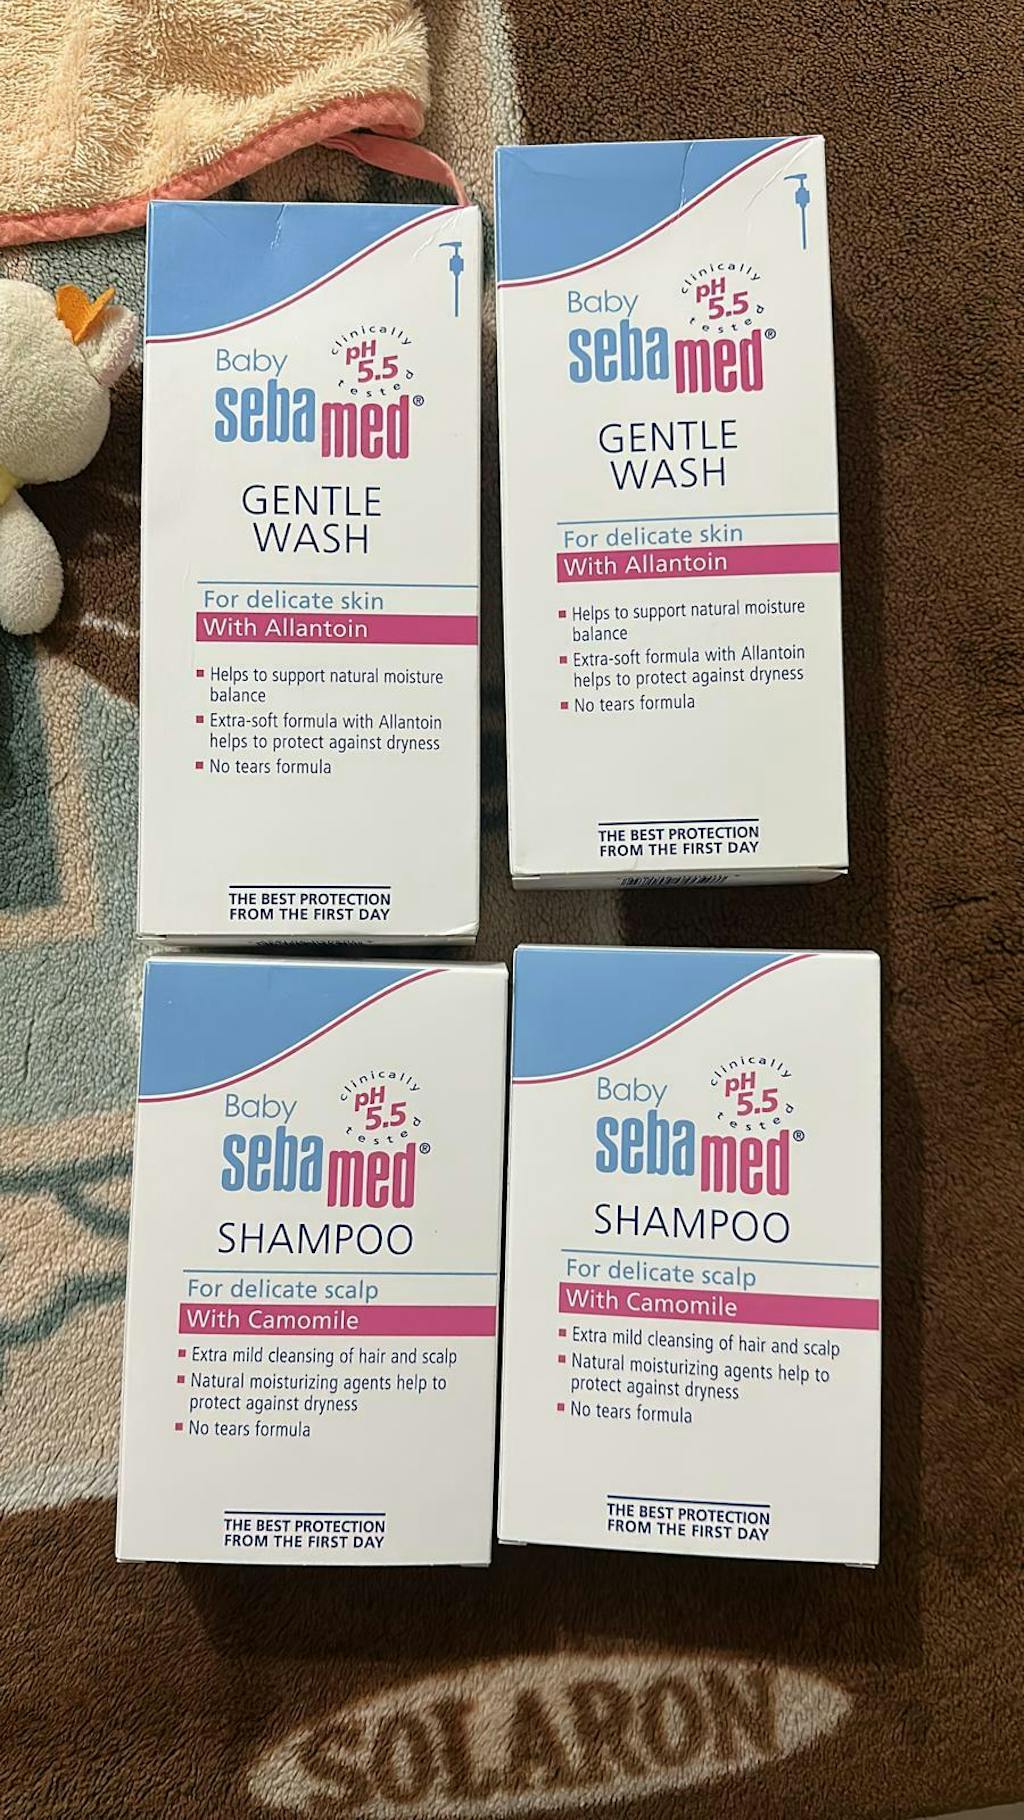 Baby
sebamed®
clinically
pH
5.5
tested
GENTLE
WASH
For delicate skin
With Allantoin
Helps to support natural moisture
balance
Extra-soft formula with Allantoin
helps to protect against dryness
No tears formula
THE BEST PROTECTION
FROM THE FIRST DAY
Baby
sebamed®
clinically
pH
5.5
tested
GENTLE
WASH
For delicate skin
With Allantoin
Helps to support natural moisture
balance
Extra-soft formula with Allantoin
helps to protect against dryness
No tears formula
THE BEST PROTECTION
FROM THE FIRST DAY
Baby
sebamed®
clinically
pH
5.5
tested
SHAMPOO
For delicate scalp
With Camomile
Extra mild cleansing of hair and scalp
Natural moisturizing agents help to
protect against dryness
No tears formula
THE BEST PROTECTION
FROM THE FIRST DAY
Baby
sebamed®
clinically
pH
5.5
tested
SHAMPOO
For delicate scalp
With Camomile
Extra mild cleansing of hair and scalp
Natural moisturizing agents help to
protect against dryness
No tears formula
THE BEST PROTECTION
FROM THE FIRST DAY
SOLARON